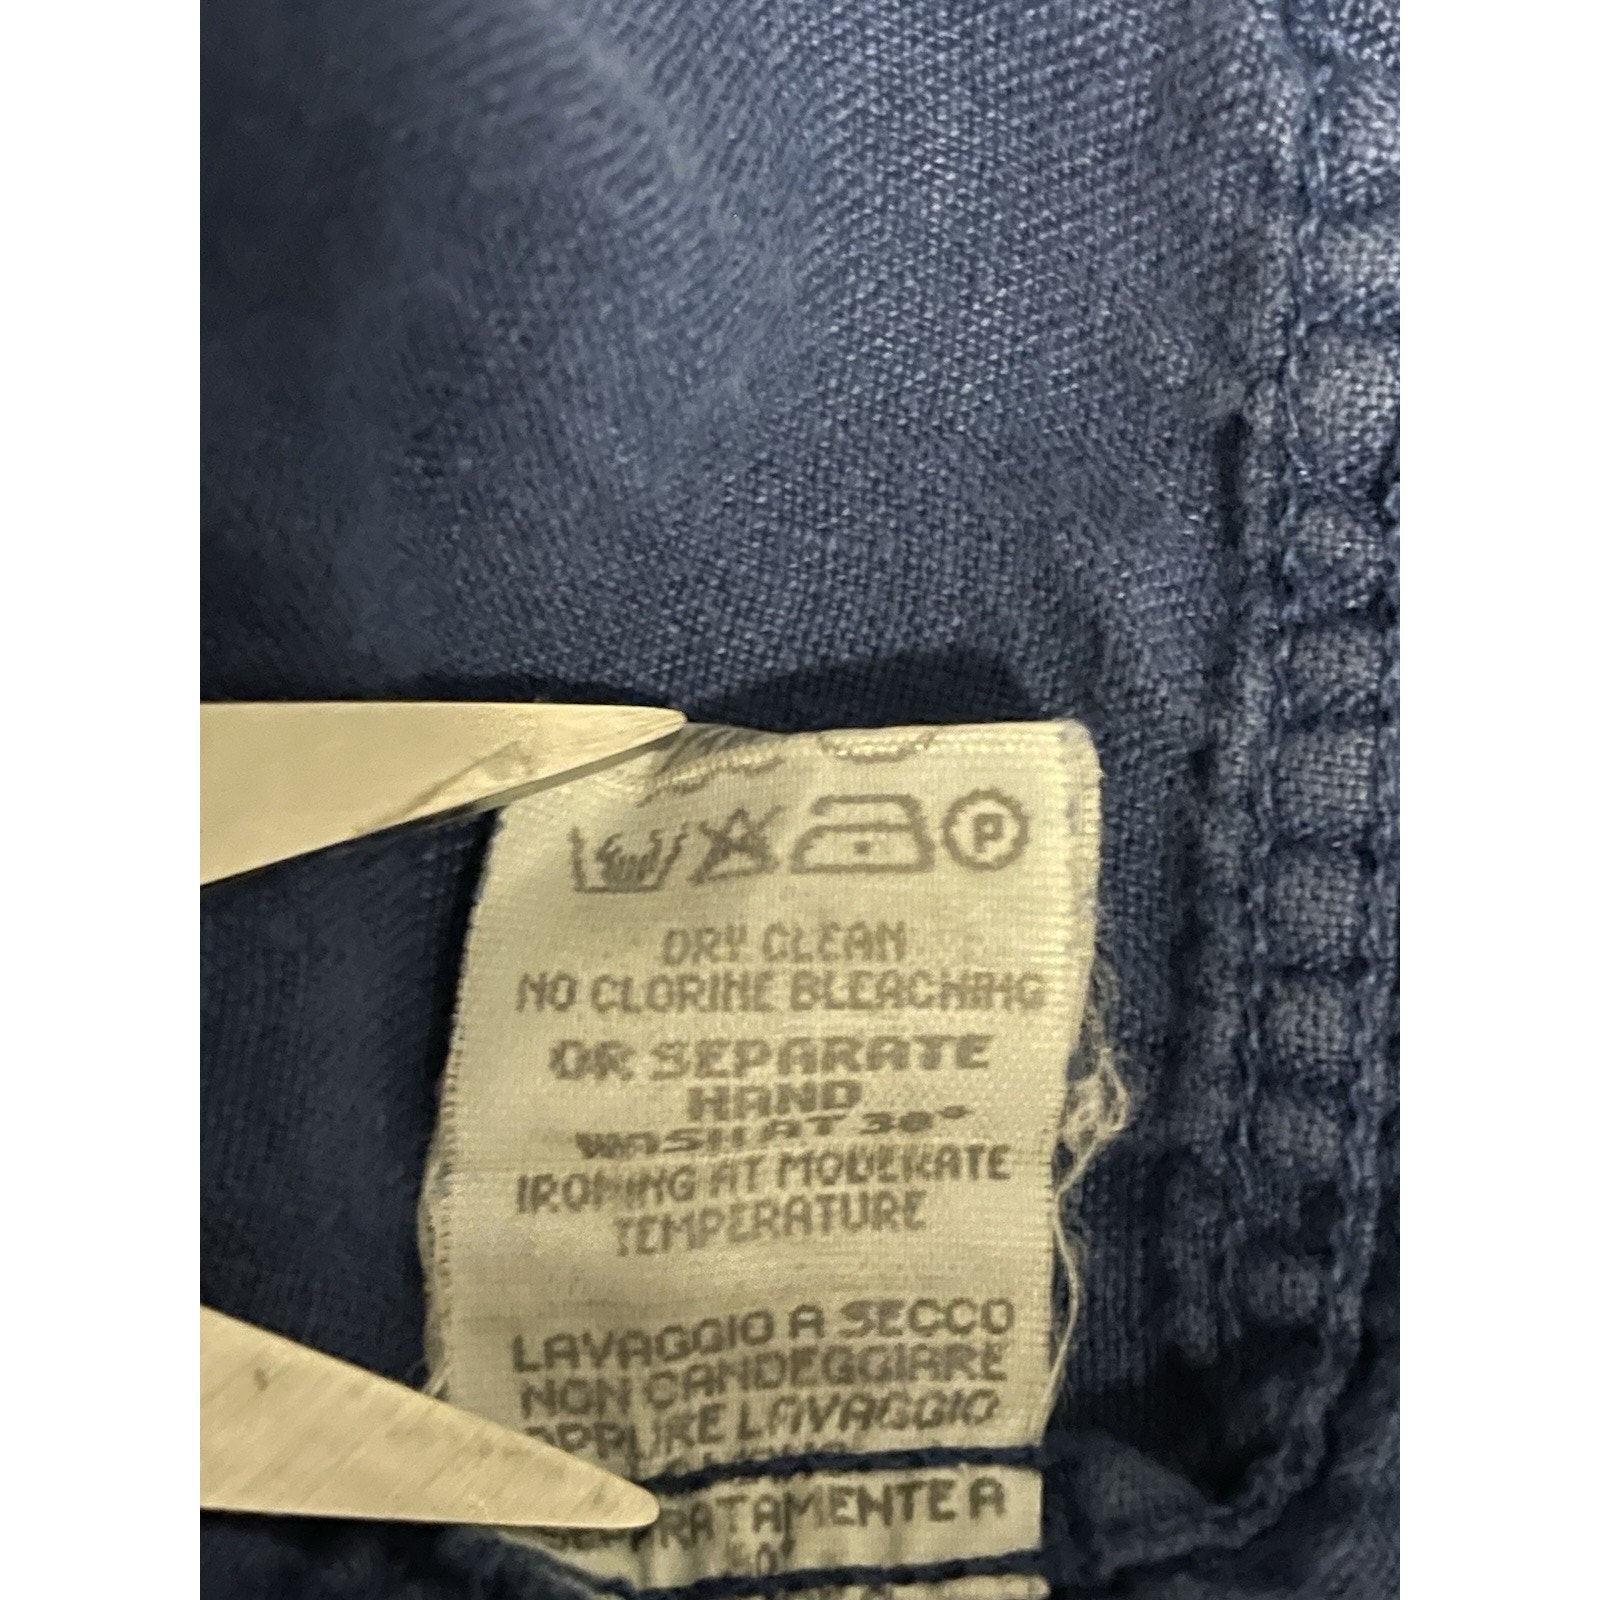 P
DRY CLEAN
NO CLORINE BLEACHING
OR SEPARATE
HAND
WASH AT 30°
IRONING AT MODERATE
TEMPERATURE
LAVAGGIO A SECCO
NON CANDEGGIARE
OPPURE LAVAGGIO
SEPARATAMENTE A